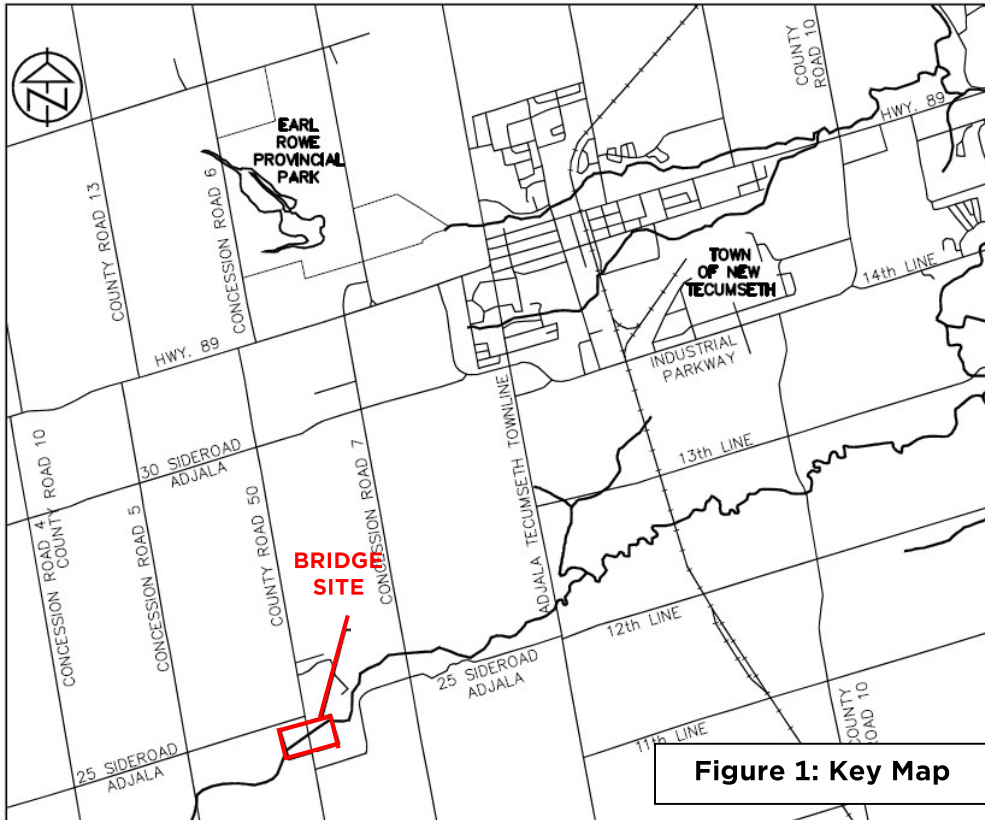 COUNTY
ROAD 10
HWY. 89
EARL
ROWE
PROVINCIAL
PARK
COUNTY ROAD 13
CONCESSION ROAD 6
TOWN
OF NEW
TECUMSETH
14th LINE
HWY. 89
INDUSTRIAL
PARKWAY
30 SIDEROAD
ADJALA
13th LINE
CONCESSION ROAD 4
COUNTY ROAD 10
CONCESSION ROAD 5
COUNTY ROAD 50
CONCESSION ROAD 7
ADJALA TECUMSETH TOWNLINE
BRIDGE
SITE
12th LINE
25 SIDEROAD
ADJALA
COUNTY
ROAD 10
11th LINE
25 SIDEROAD
ADJALA
Figure 1: Key Map
N